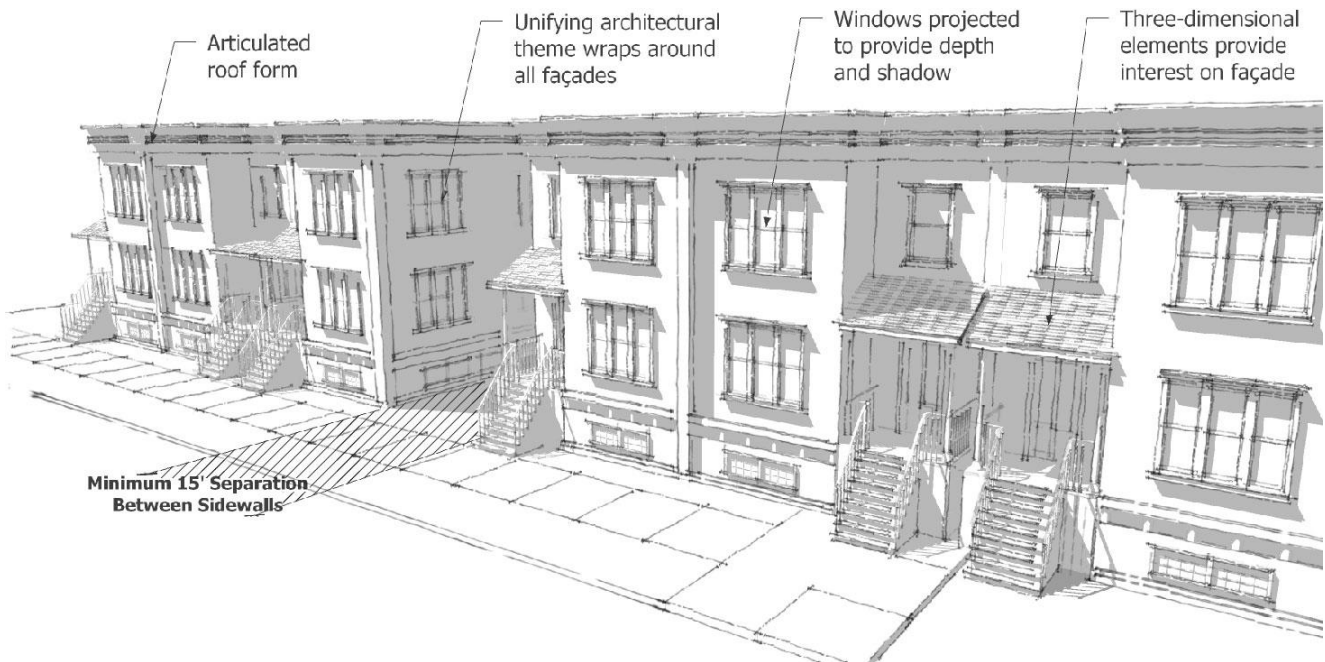 Articulated
roof form
Unifying architectural
theme wraps around
all façades
Windows projected
to provide depth
and shadow
Three-dimensional
elements provide
interest on façade
Minimum 15' Separation
Between Sidewalls